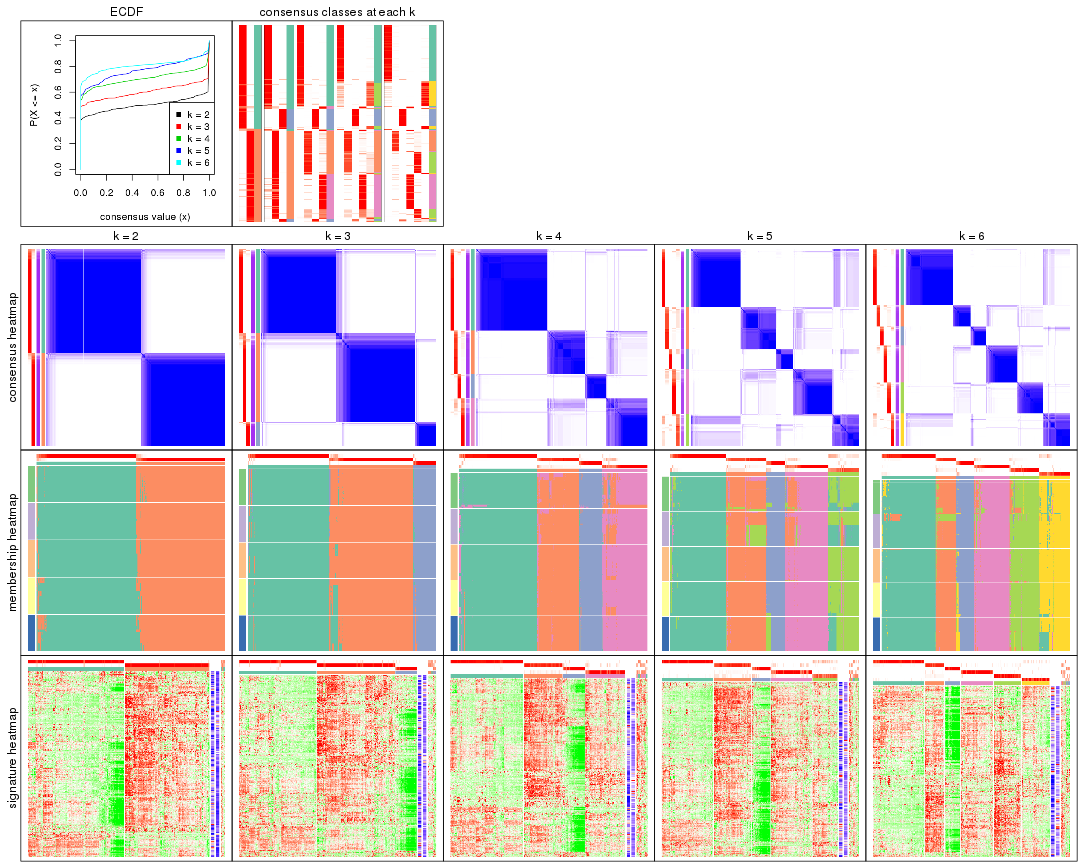 ECDF
consensus classes at each k
P(X <= x)
0.0 0.2 0.4 0.6 0.8 1.0
k = 2
k = 3
k = 4
k = 5
k = 6
0.0 0.2 0.4 0.6 0.8 1.0
consensus value (x)
k = 2
k = 3
k = 4
k = 5
k = 6
consensus heatmap
membership heatmap
signature heatmap